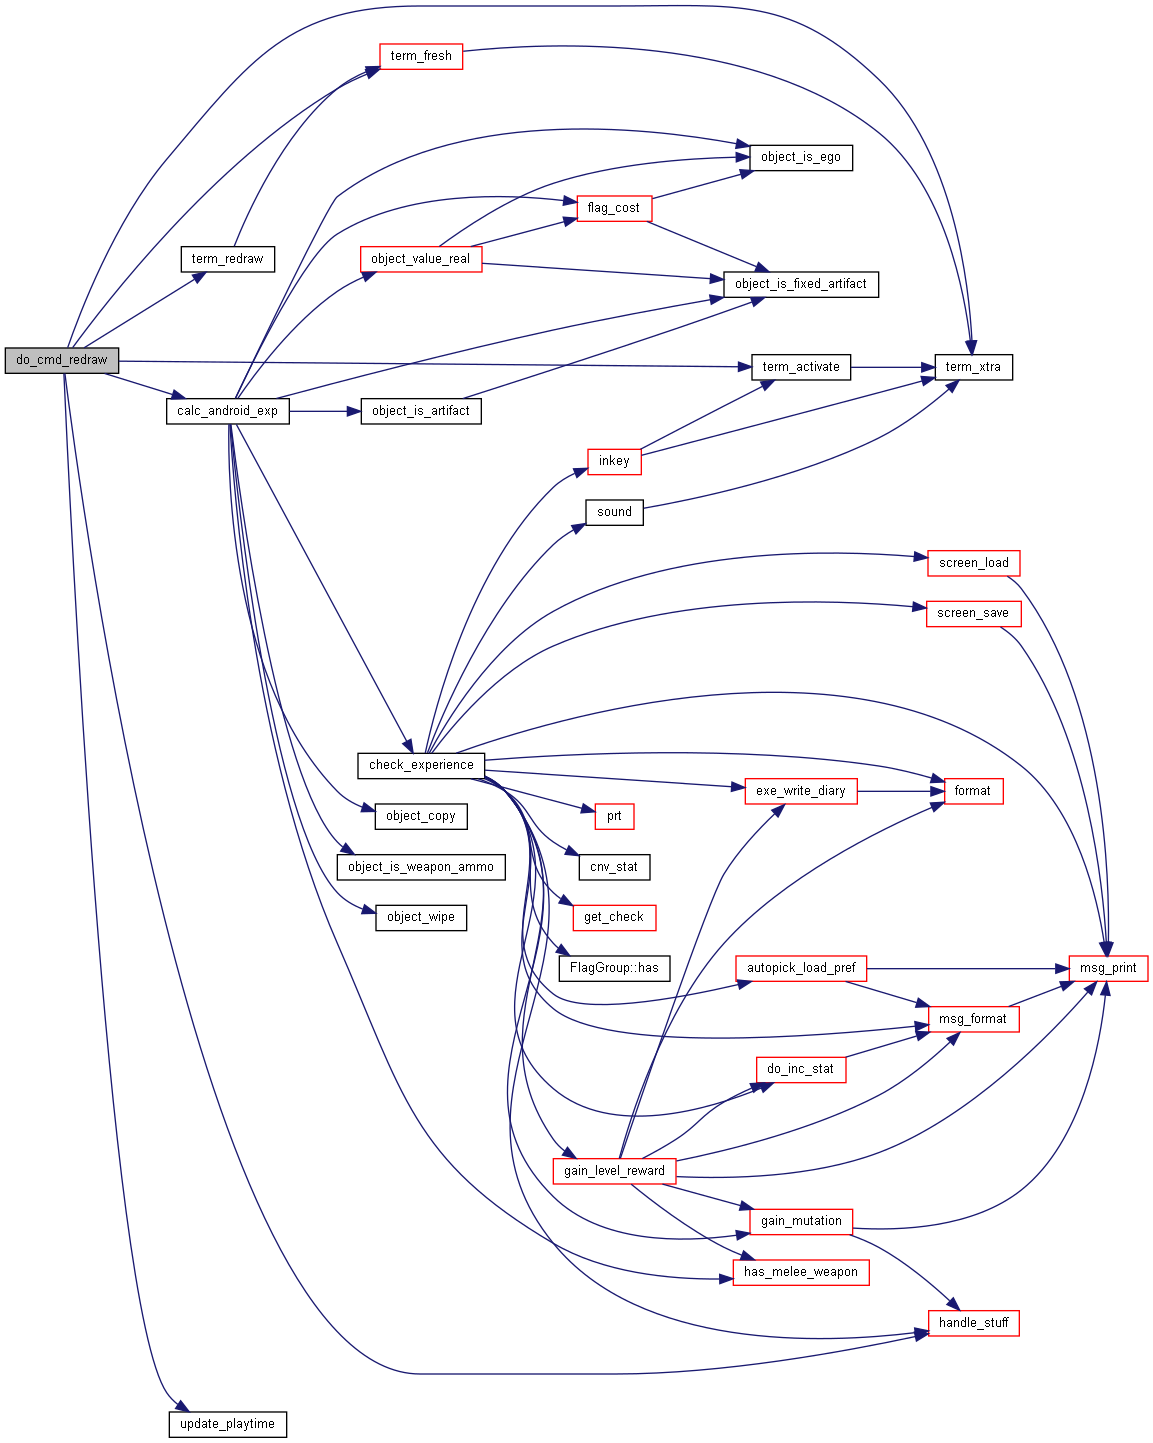 term_fresh
object_is_ego
flag_cost
term_redraw
object_value_real
object_is_fixed_artifact
do_cmd_redraw
term_activate
term_xtra
calc_android_exp
object_is_artifact
inkey
sound
screen_load
screen_save
check_experience
exe_write_diary
format
object_copy
prt
object_is_weapon_ammo
cnv_stat
object_wipe
get_check
FlagGroup::has
autopick_load_pref
msg_print
msg_format
do_inc_stat
gain_level_reward
gain_mutation
has_melee_weapon
handle_stuff
update_playtime